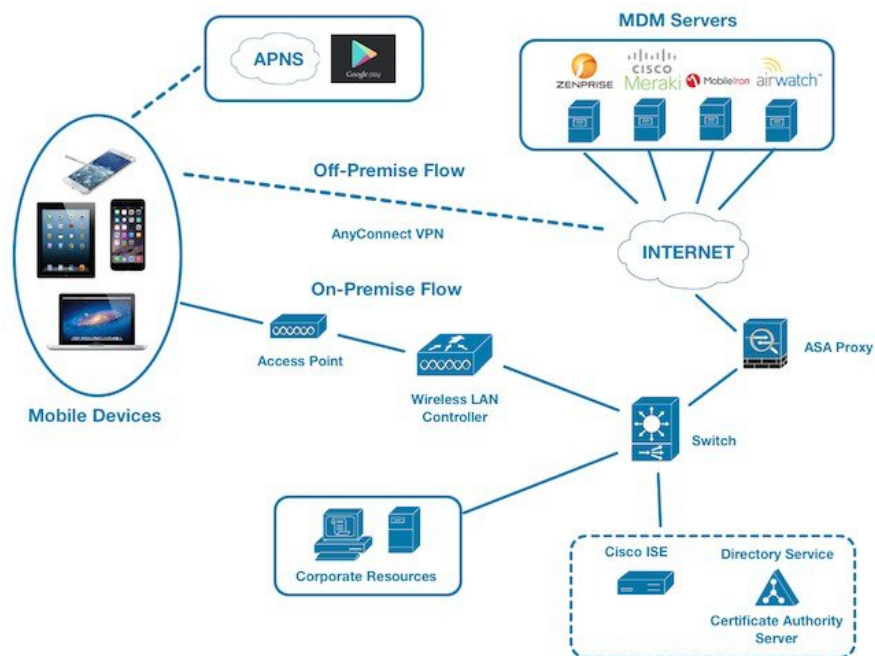 MDM Servers
APNS
Google play
ZENPRISE
CISCO
Meraki
MobileIron
airwatch
Off-Premise Flow
AnyConnect VPN
INTERNET
On-Premise Flow
Access Point
ASA Proxy
Wireless LAN
Controller
Mobile Devices
Switch
Cisco ISE
Directory Service
Corporate Resources
Certificate Authority
Server